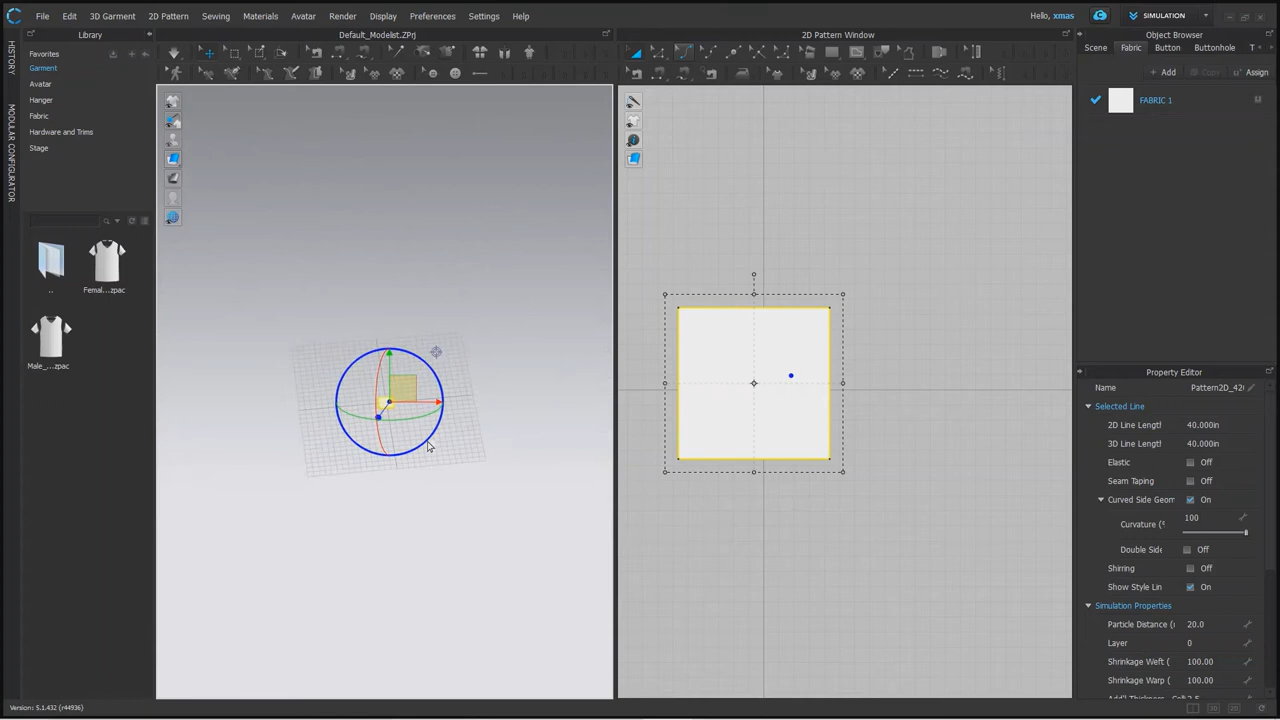 File Edit 3D Garment 2D Pattern Sewing Materials Avatar Render Display Preferences Settings Help
Hello, xmas
SIMULATION
HISTORY
MODULAR CONFIGURATOR
Library
Favorites
Garment
Avatar
Hanger
Fabric
Hardware and Trims
Stage
..
Femal...zpac
Male_...zpac
Default_Modelist.ZPrj
2D Pattern Window
Object Browser
Scene Fabric Button Buttonhole T
Add Copy Assign
FABRIC 1
Property Editor
Name Pattern2D_42
Selected Line
2D Line Length 40.000in
3D Line Length 40.000in
Elastic Off
Seam Taping Off
Curved Side Geom On
Curvature (% 100
Double Side Off
Shirring Off
Show Style Lin On
Simulation Properties
Particle Distance ( 20.0
Layer 0
Shrinkage Weft ( 100.00
Shrinkage Warp ( 100.00
Version: 5.1.432 (r44936)
3D 2D